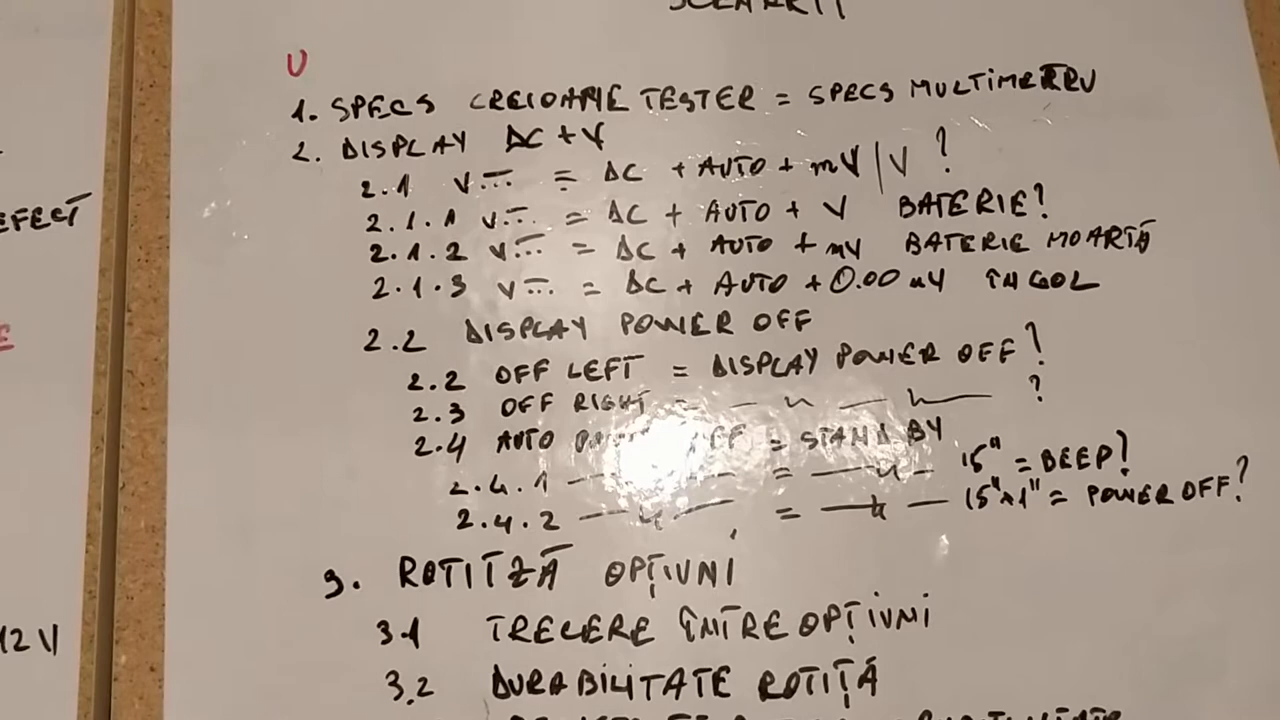 SCENARII
U
1. SPECS CREIOANE TESTER = SPECS MULTIMETRU
2. DISPLAY DC + V
2.1 V⎓ = DC + AUTO + mV | V ?
2.1.1 V⎓ = DC + AUTO + V BATERIE?
2.1.2 V⎓ = DC + AUTO + mV BATERIE MOARTĂ
2.1.3 V⎓ = DC + AUTO + 0.00 mV ÎN GOL
2.2 DISPLAY POWER OFF
2.2 OFF LEFT = DISPLAY POWER OFF?
2.3 OFF RIGHT = — " — " — ?
2.4 AUTO POWER OFF = STAND BY
2.4.1 — = — " — 15" = BEEP?
2.4.2 — " — = — " — 15"+1" = POWER OFF?
3. ROTIȚĂ OPȚIUNI
3.1 TRECERE ÎNTRE OPȚIUNI
3.2 DURABILITATE ROTIȚĂ
EFECT
12V